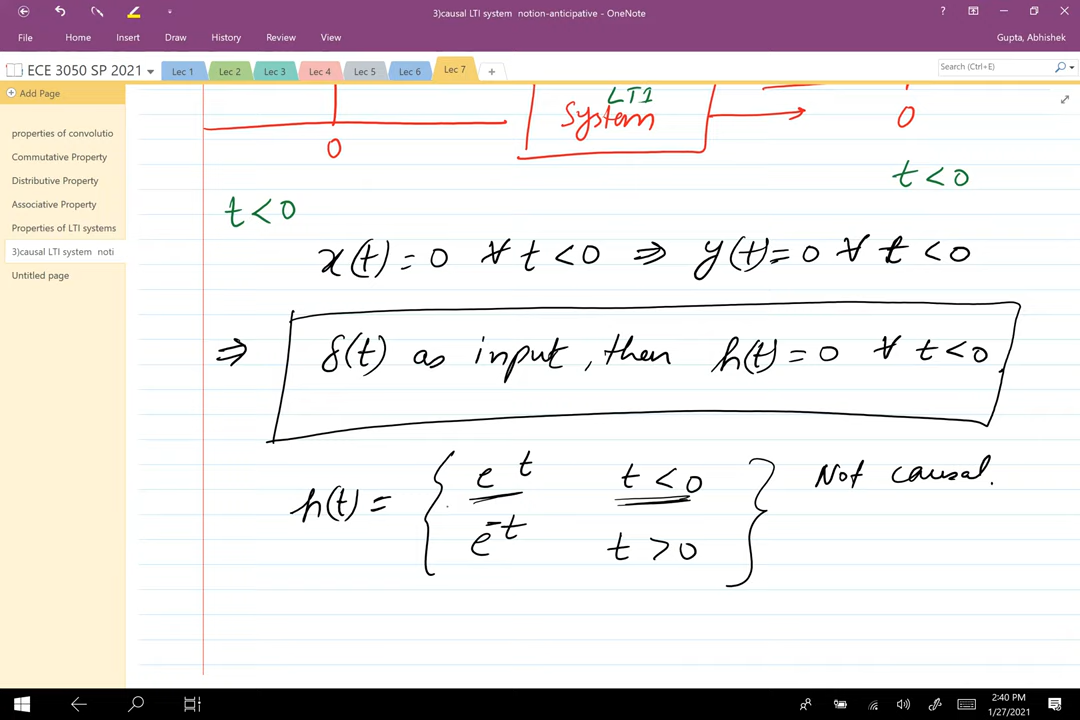 3)causal LTI system notion-anticipative - OneNote
File Home Insert Draw History Review View
Gupta, Abhishek
ECE 3050 SP 2021
Lec 1 Lec 2 Lec 3 Lec 4 Lec 5 Lec 6 Lec 7
Search (Ctrl+E)
Add Page
properties of convolutio
Commutative Property
Distributive Property
Associative Property
Properties of LTI systems
3)causal LTI system noti
Untitled page
LTI
System
0
0
t < 0
t < 0
x(t) = 0 ∀ t < 0 ⇒ y(t) = 0 ∀ t < 0
⇒ δ(t) as input, then h(t) = 0 ∀ t < 0
h(t) = { e^t t < 0 Not causal.
e^-t t > 0 }
2:40 PM
1/27/2021